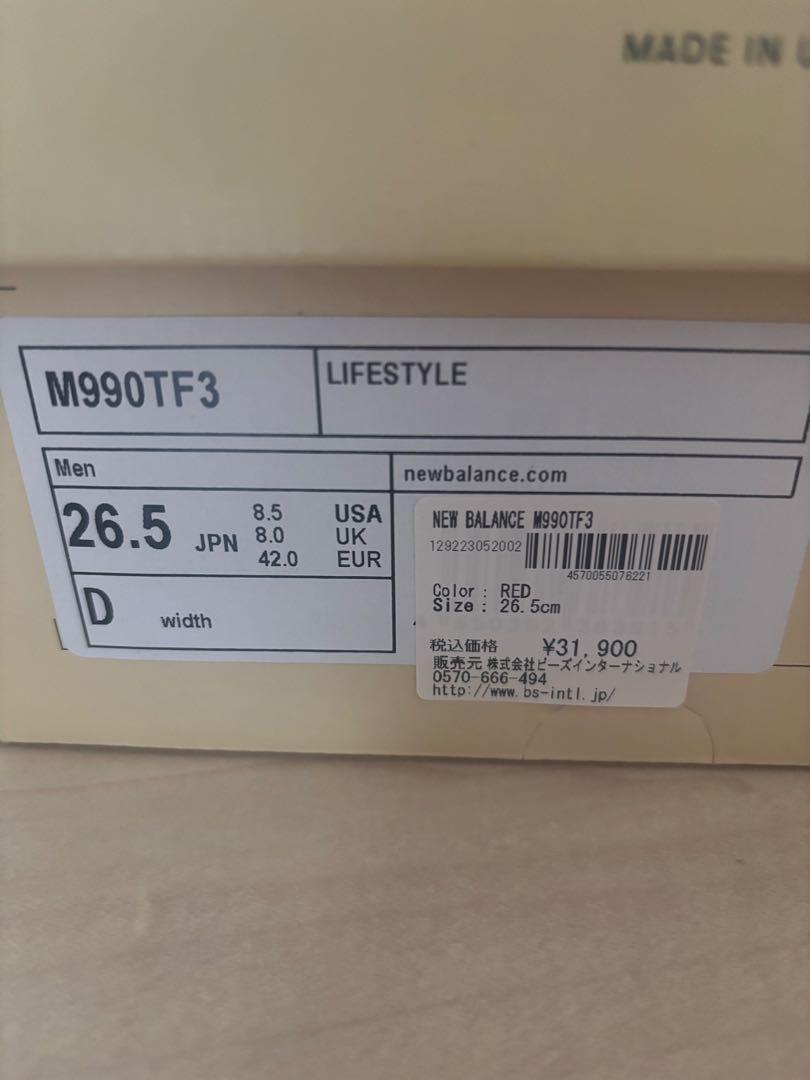 MADE IN
M990TF3
LIFESTYLE
Men
newbalance.com
26.5 JPN
8.5 USA
8.0 UK
42.0 EUR
D width
NEW BALANCE M990TF3
129223052002
4570055076221
Color : RED
Size : 26.5cm
税込価格 ¥31,900
販売元 株式会社ビーズインターナショナル
0570-666-494
http://www.bs-intl.jp/